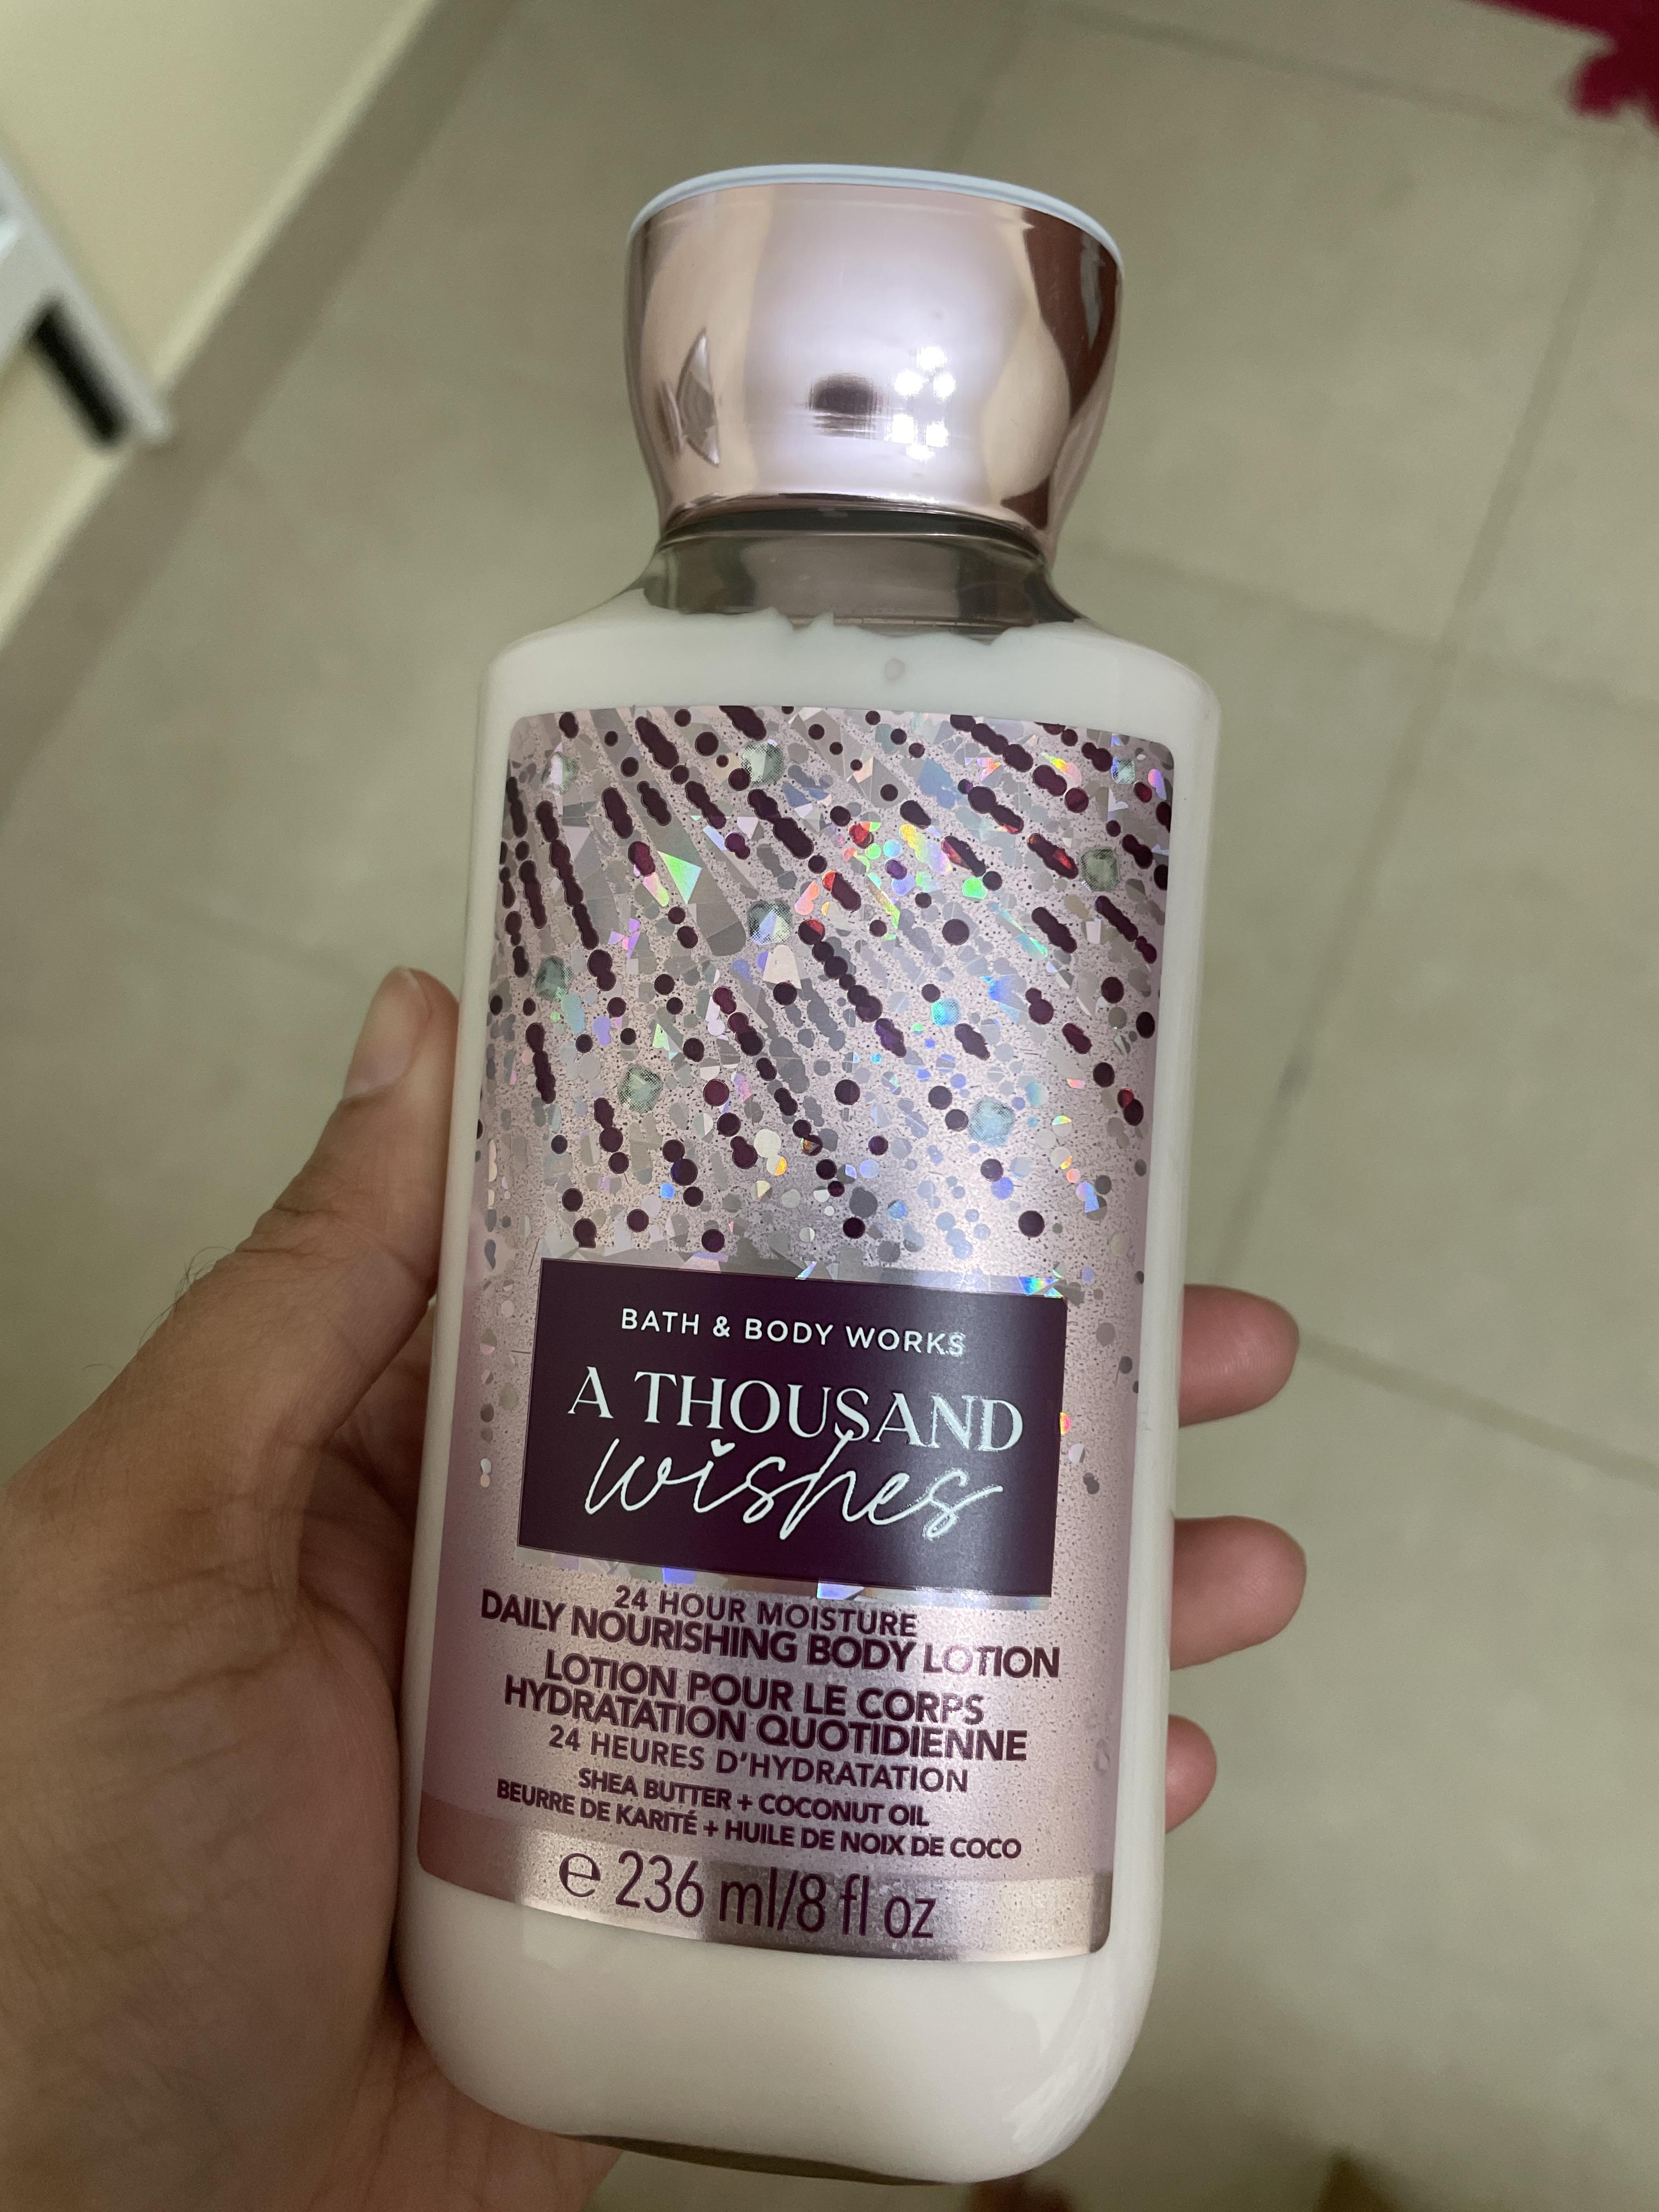 BATH & BODY WORKS
A THOUSAND
wishes
24 HOUR MOISTURE
DAILY NOURISHING BODY LOTION
LOTION POUR LE CORPS
HYDRATATION QUOTIDIENNE
24 HEURES D'HYDRATATION
SHEA BUTTER + COCONUT OIL
BEURRE DE KARITÉ + HUILE DE NOIX DE COCO
℮ 236 ml/8 fl oz